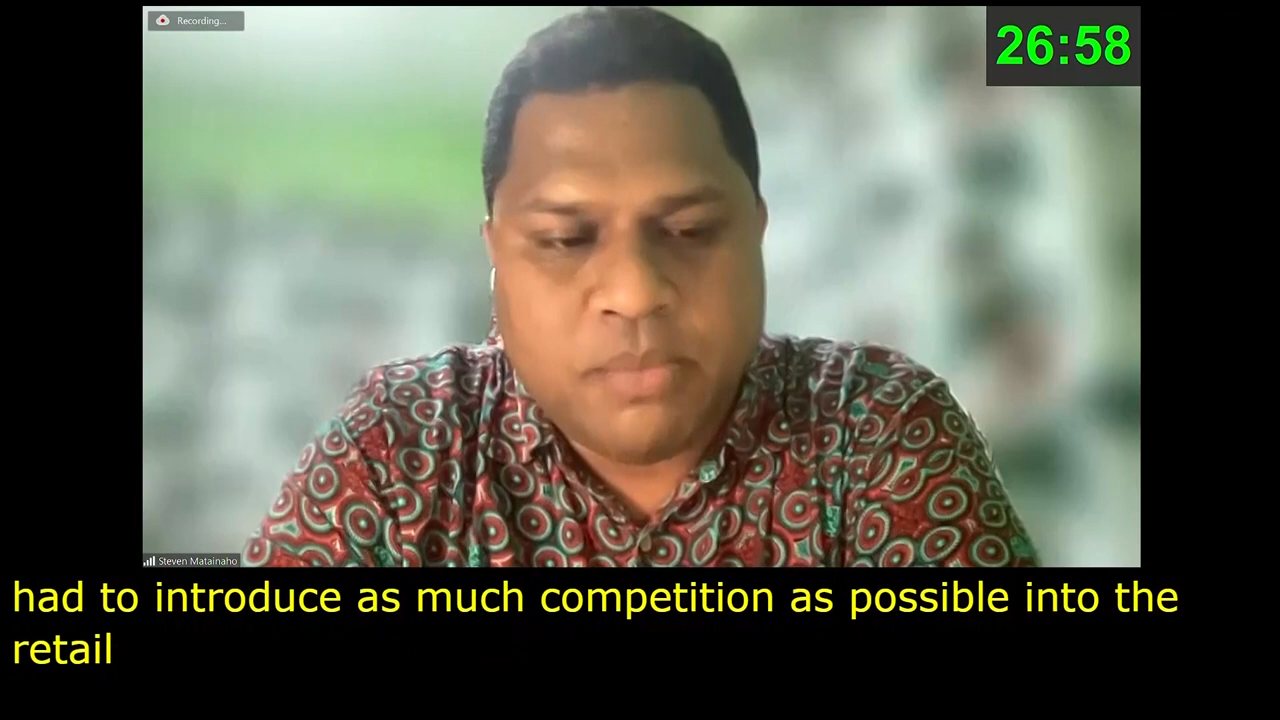 Recording...
26:58
Steven Matainaho
had to introduce as much competition as possible into the
retail